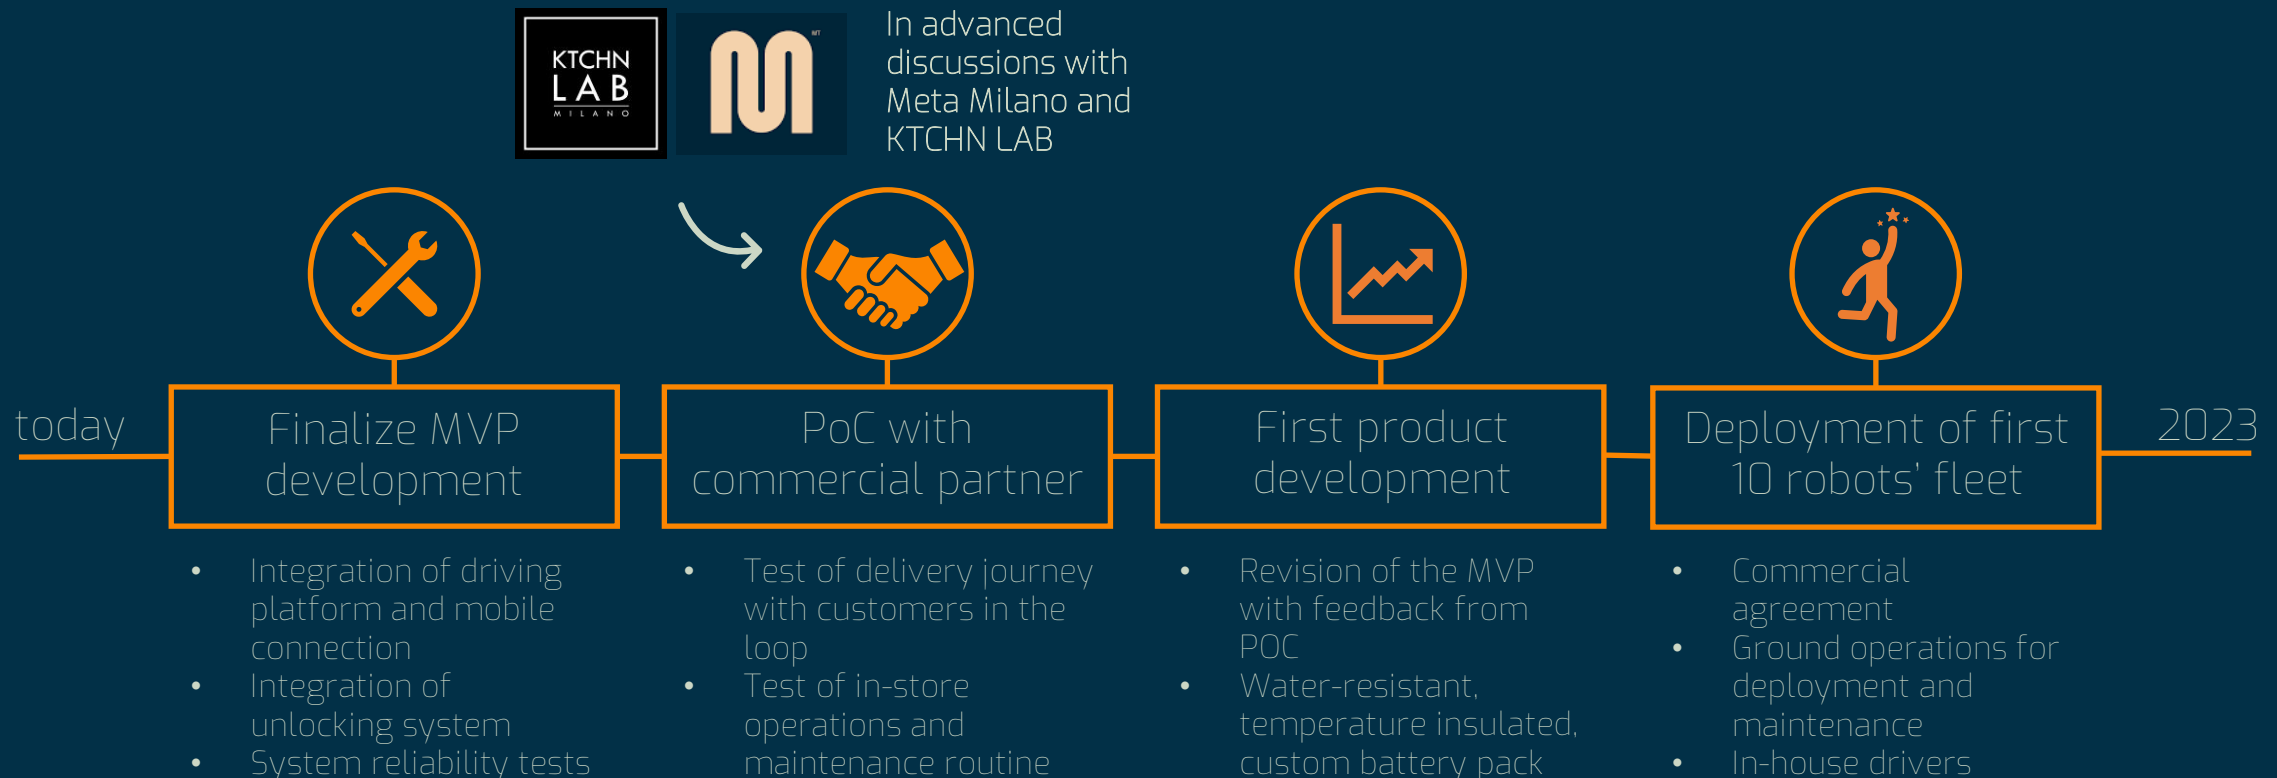 KTCHN
LAB
MILANO
In advanced
discussions with
Meta Milano and
KTCHN LAB
today
Finalize MVP
development
PoC with
commercial partner
First product
development
Deployment of first
10 robots' fleet
2023
• Integration of driving
platform and mobile
connection
• Integration of
unlocking system
• System reliability tests
• Test of delivery journey
with customers in the
loop
• Test of in-store
operations and
maintenance routine
• Revision of the MVP
with feedback from
POC
• Water-resistant,
temperature insulated,
custom battery pack
• Commercial
agreement
• Ground operations for
deployment and
maintenance
• In-house drivers